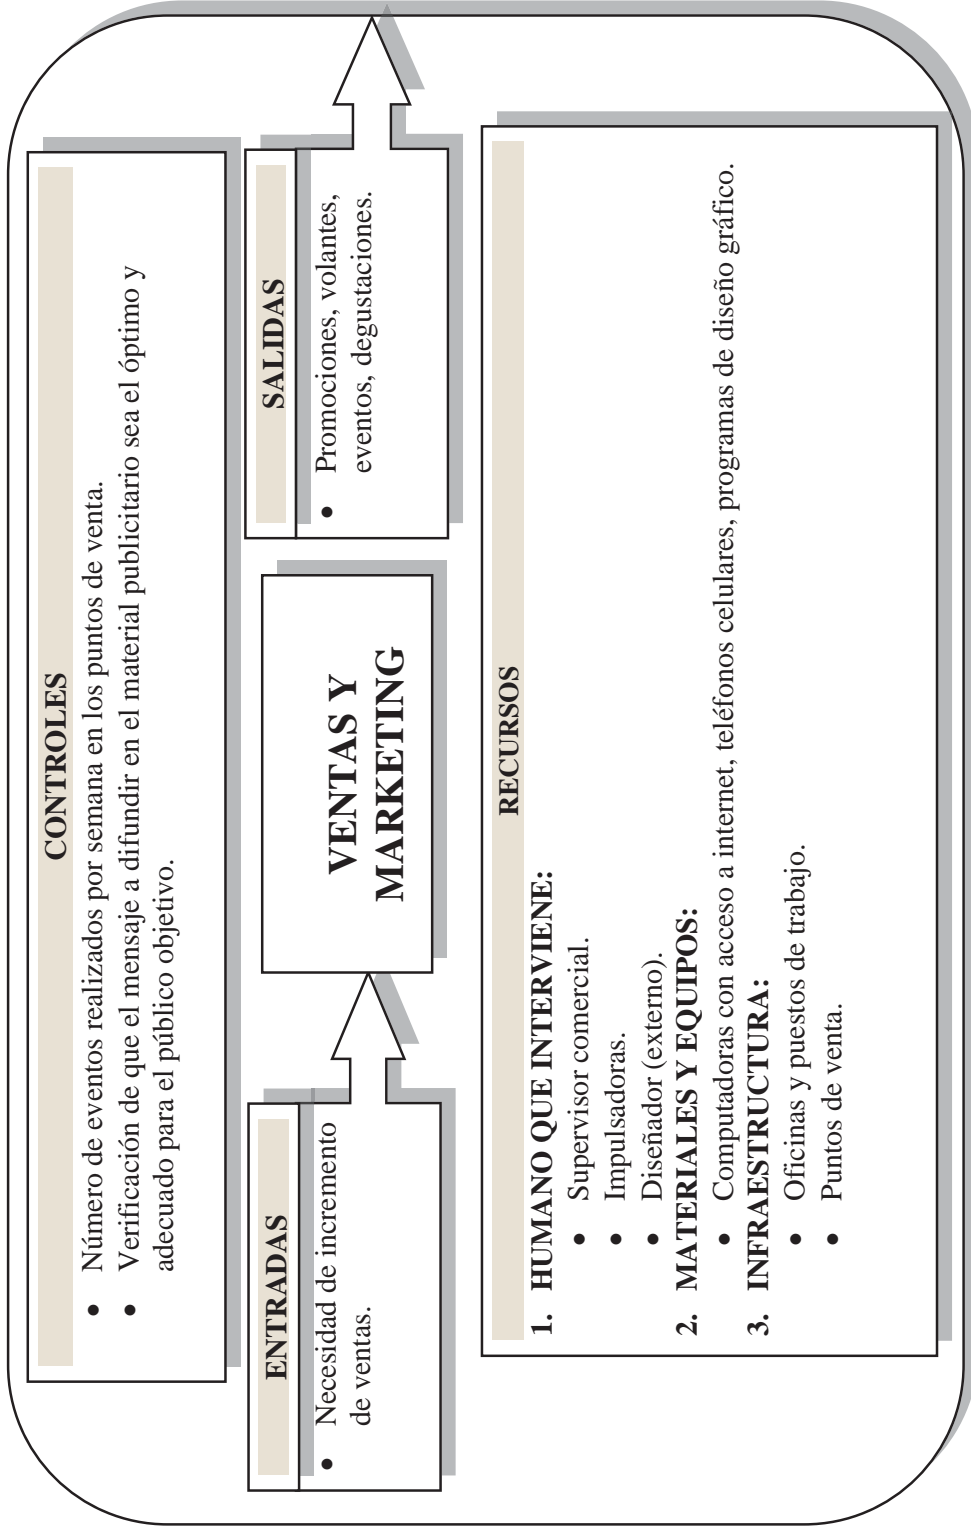 CONTROLES
• Número de eventos realizados por semana en los puntos de venta.
• Verificación de que el mensaje a difundir en el material publicitario sea el óptimo y
adecuado para el público objetivo.
ENTRADAS
• Necesidad de incremento
de ventas.
VENTAS Y
MARKETING
SALIDAS
• Promociones, volantes,
eventos, degustaciones.
RECURSOS
1. HUMANO QUE INTERVIENE:
• Supervisor comercial.
• Impulsadoras.
• Diseñador (externo).
2. MATERIALES Y EQUIPOS:
• Computadoras con acceso a internet, teléfonos celulares, programas de diseño gráfico.
3. INFRAESTRUCTURA:
• Oficinas y puestos de trabajo.
• Puntos de venta.